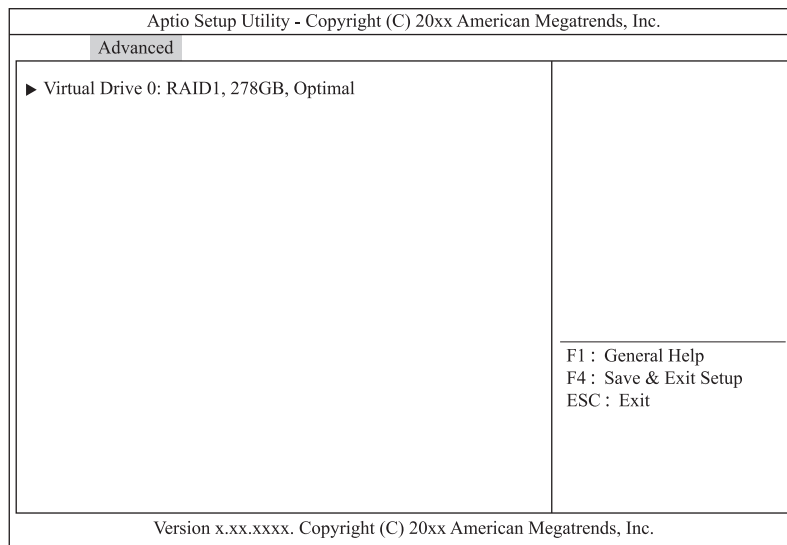 Aptio Setup Utility - Copyright (C) 20xx American Megatrends, Inc.
Advanced
▶ Virtual Drive 0: RAID1, 278GB, Optimal
F1 : General Help
F4 : Save & Exit Setup
ESC : Exit
Version x.xx.xxxx. Copyright (C) 20xx American Megatrends, Inc.